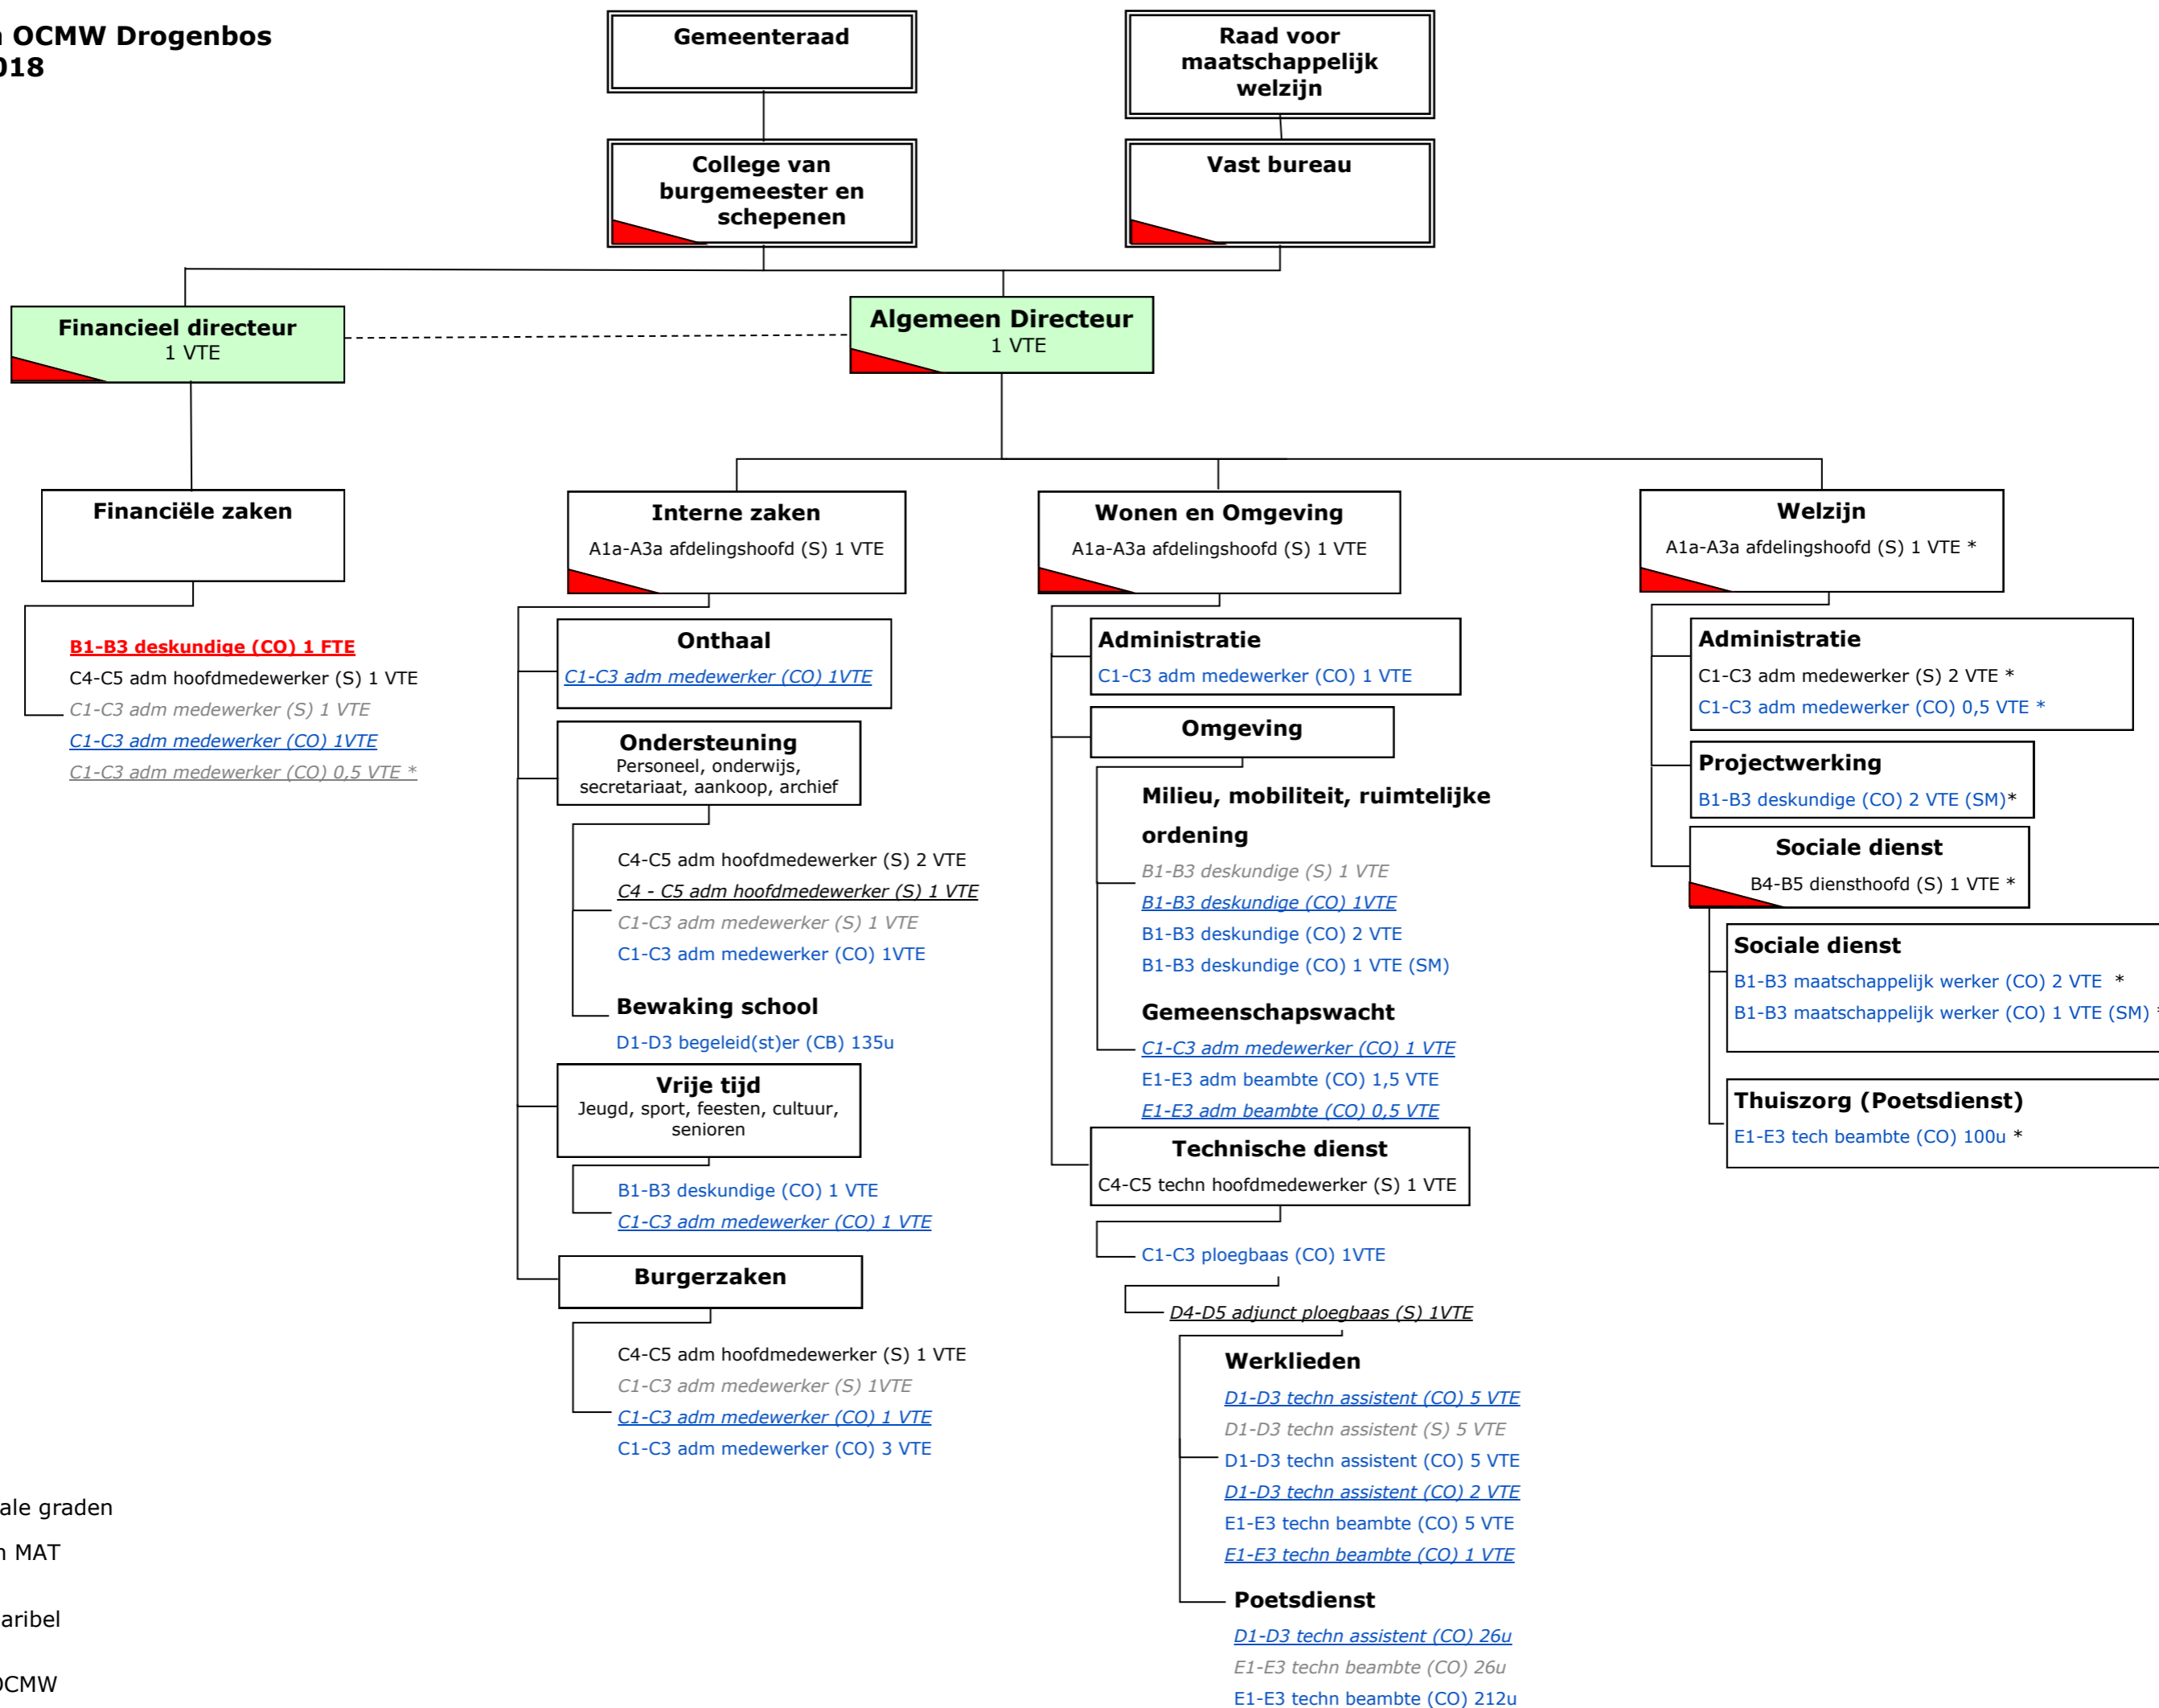 OCMW Drogenbos
Gemeenteraad
Raad voor
maatschappelijk
welzijn
College van
burgemeester en
schepenen
Vast bureau
Financieel directeur
1 VTE
Algemeen Directeur
1 VTE
Financiële zaken
B1-B3 deskundige (CO) 1 FTE
C4-C5 adm hoofdmedewerker (S) 1 VTE
C1-C3 adm medewerker (S) 1 VTE
C1-C3 adm medewerker (CO) 1VTE
C1-C3 adm medewerker (CO) 0,5 VTE *
Interne zaken
A1a-A3a afdelingshoofd (S) 1 VTE
Onthaal
C1-C3 adm medewerker (CO) 1VTE
Ondersteuning
Personeel, onderwijs,
secretariaat, aankoop, archief
C4-C5 adm hoofdmedewerker (S) 2 VTE
C4 - C5 adm hoofdmedewerker (S) 1 VTE
C1-C3 adm medewerker (S) 1 VTE
C1-C3 adm medewerker (CO) 1VTE
Bewaking school
D1-D3 begeleid(st)er (CB) 135u
Vrije tijd
Jeugd, sport, feesten, cultuur,
senioren
B1-B3 deskundige (CO) 1 VTE
C1-C3 adm medewerker (CO) 1 VTE
Burgerzaken
C4-C5 adm hoofdmedewerker (S) 1 VTE
C1-C3 adm medewerker (S) 1VTE
C1-C3 adm medewerker (CO) 1 VTE
C1-C3 adm medewerker (CO) 3 VTE
Wonen en Omgeving
A1a-A3a afdelingshoofd (S) 1 VTE
Administratie
C1-C3 adm medewerker (CO) 1 VTE
Omgeving
Milieu, mobiliteit, ruimtelijke
ordening
B1-B3 deskundige (S) 1 VTE
B1-B3 deskundige (CO) 1VTE
B1-B3 deskundige (CO) 2 VTE
B1-B3 deskundige (CO) 1 VTE (SM)
Gemeenschapswacht
C1-C3 adm medewerker (CO) 1 VTE
E1-E3 adm beambte (CO) 1,5 VTE
E1-E3 adm beambte (CO) 0,5 VTE
Technische dienst
C4-C5 techn hoofdmedewerker (S) 1 VTE
C1-C3 ploegbaas (CO) 1VTE
D4-D5 adjunct ploegbaas (S) 1VTE
Werklieden
D1-D3 techn assistent (CO) 5 VTE
D1-D3 techn assistent (S) 5 VTE
D1-D3 techn assistent (CO) 5 VTE
D1-D3 techn assistent (CO) 2 VTE
E1-E3 techn beambte (CO) 5 VTE
E1-E3 techn beambte (CO) 1 VTE
Poetsdienst
D1-D3 techn assistent (CO) 26u
E1-E3 techn beambte (CO) 26u
E1-E3 techn beambte (CO) 212u
Welzijn
A1a-A3a afdelingshoofd (S) 1 VTE *
Administratie
C1-C3 adm medewerker (S) 2 VTE *
C1-C3 adm medewerker (CO) 0,5 VTE *
Projectwerking
B1-B3 deskundige (CO) 2 VTE (SM)*
Sociale dienst
B4-B5 diensthoofd (S) 1 VTE *
Sociale dienst
B1-B3 maatschappelijk werker (CO) 2 VTE *
B1-B3 maatschappelijk werker (CO) 1 VTE (SM) *
Thuiszorg (Poetsdienst)
E1-E3 tech beambte (CO) 100u *
graden
MAT